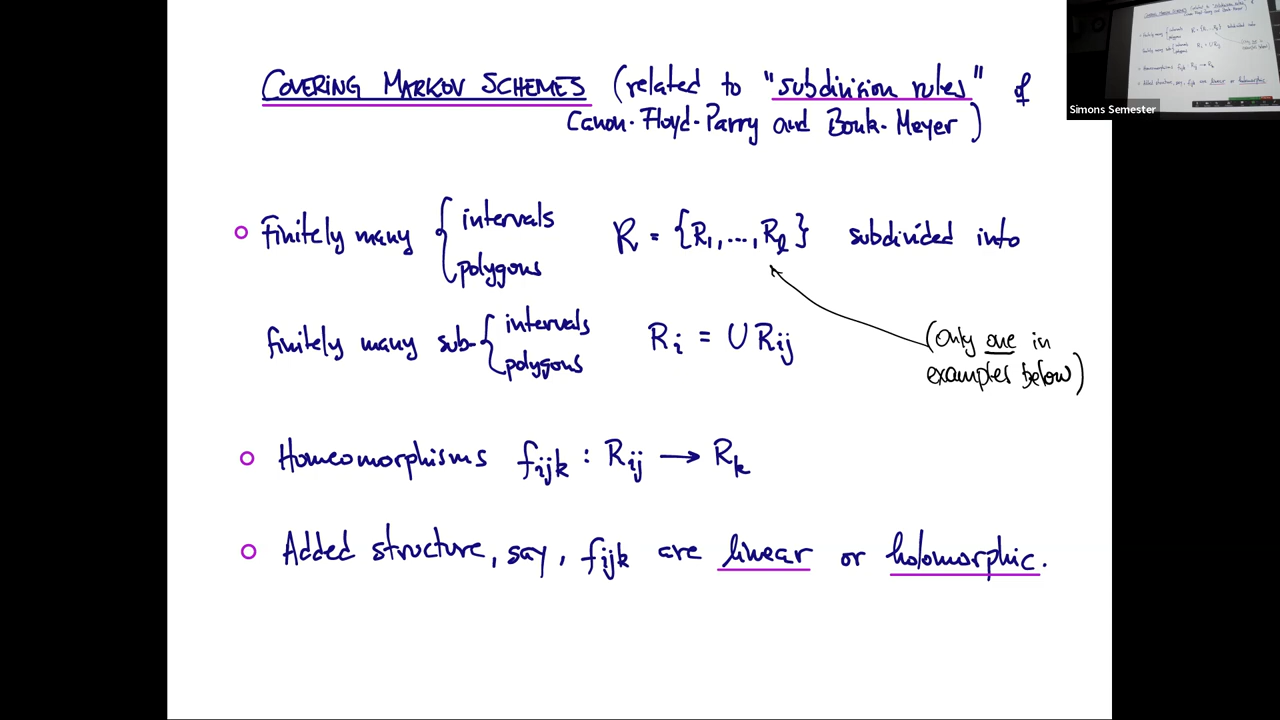 COVERING MARKOV SCHEMES (related to "subdivision rules" of
Canon-Floyd-Parry and Bonk-Meyer)
Finitely many { intervals polygons R = {R1,...,Rℓ} subdivided into
finitely many sub- { intervals polygons Ri = ∪ Rij
(Only one in
examples below)
Homeomorphisms fijk : Rij → Rk
Added structure, say, fijk are linear or holomorphic.
Simons Semester